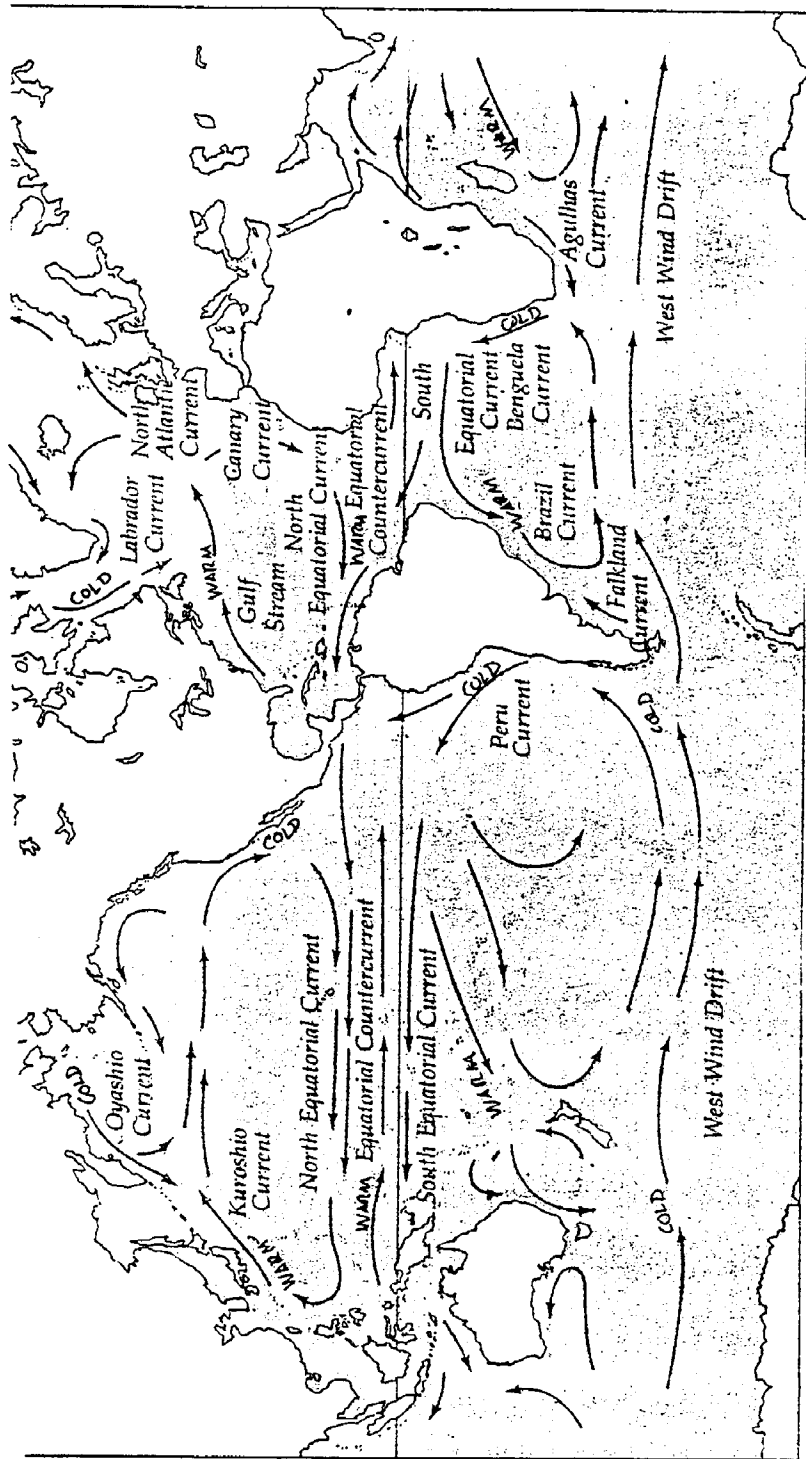 COLD
Oyashio
Current
Kuroshio
Current
WARM
COLD
North Equatorial Current
WARM Equatorial Countercurrent
South Equatorial Current
WARM
COLD
Peru
Current
COLD
COLD
West Wind Drift
COLD
Labrador
Current
North
Atlantic
Current
WARM
Gulf
Stream
Canary
Current
North
Equatorial Current
WARM Equatorial
Countercurrent
South
Equatorial
Current
Benguela
Current
COLD
WARM
Brazil
Current
Falkland
Current
WARM
Agulhas
Current
West Wind Drift